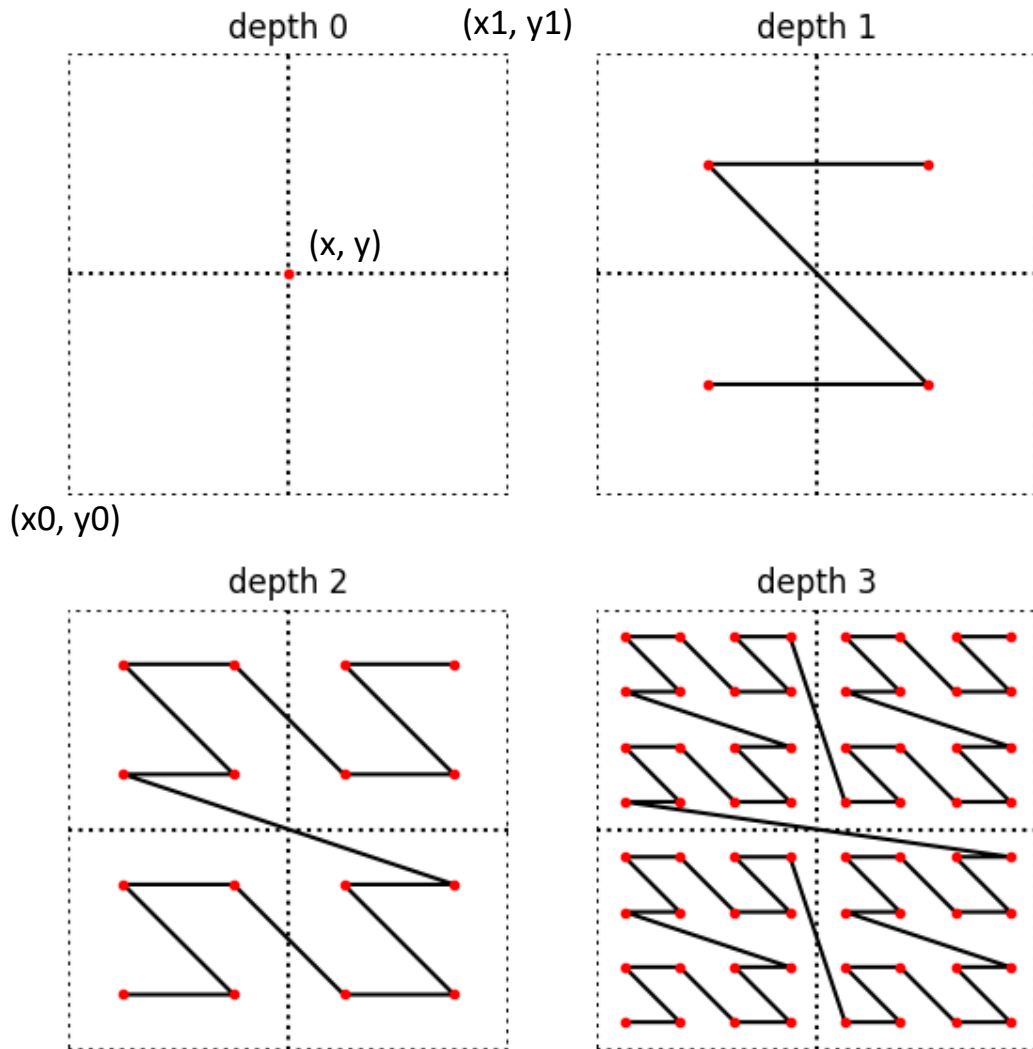 depth 0
(x1, y1)
depth 1
(x, y)
(x0, y0)
depth 2
depth 3